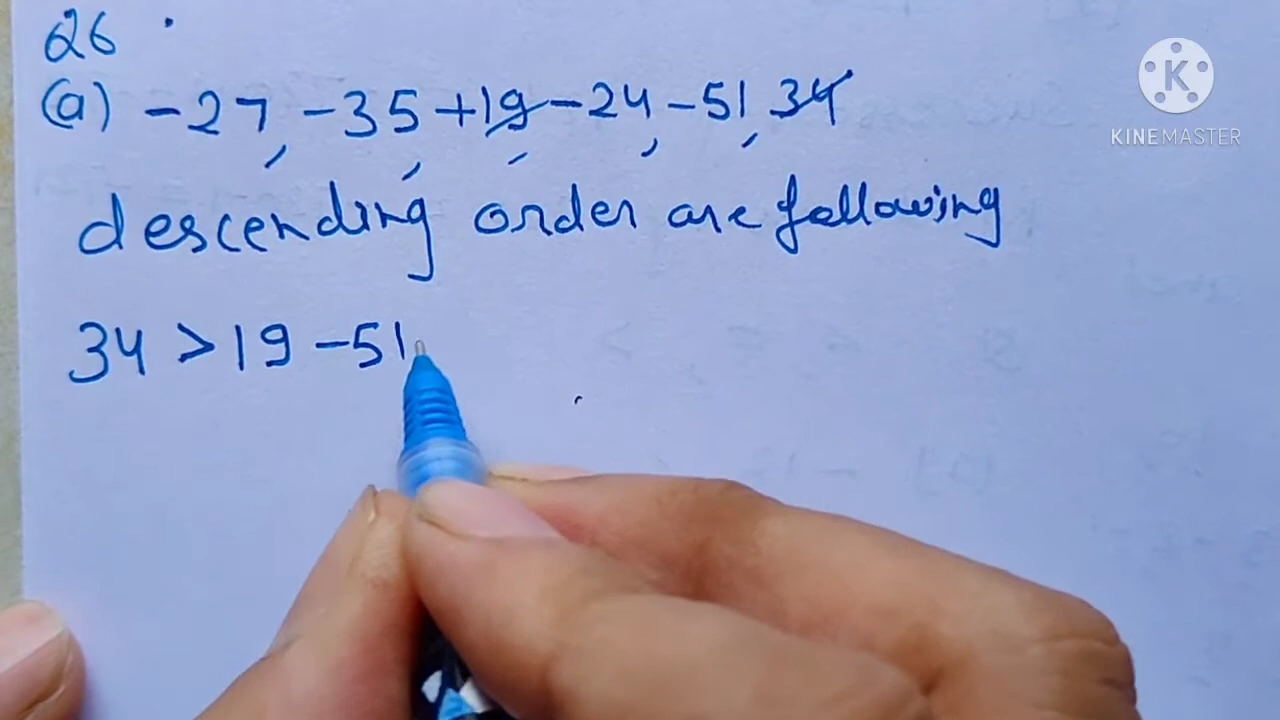 26
(a) -27, -35, +19, -24, -51, 34
descending order are following
34 > 19 -51
K
KINEMASTER